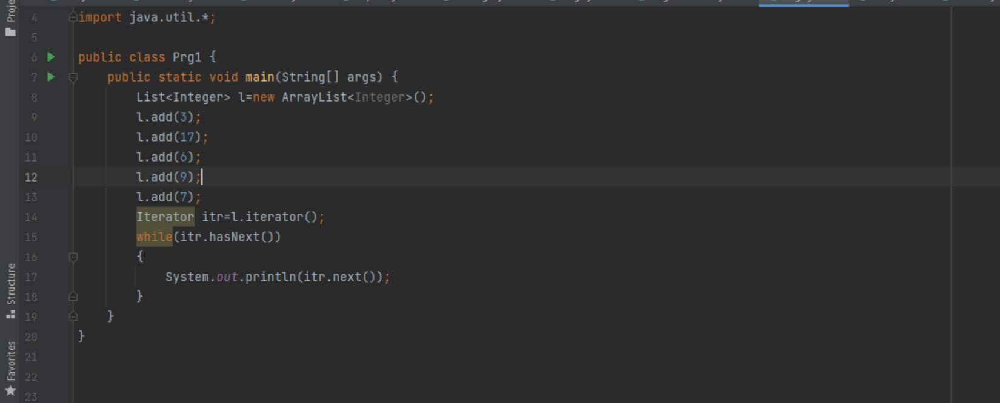 Proje
4 import java.util.*;
5
6 public class Prg1 {
7 public static void main(String[] args) {
8 List<Integer> l=new ArrayList<Integer>();
9 l.add(3);
10 l.add(17);
11 l.add(6);
12 l.add(9);
13 l.add(7);
14 Iterator itr=l.iterator();
15 while(itr.hasNext())
16 {
17 System.out.println(itr.next());
18 }
19 }
20 }
21
22
23
Structure
Favorites